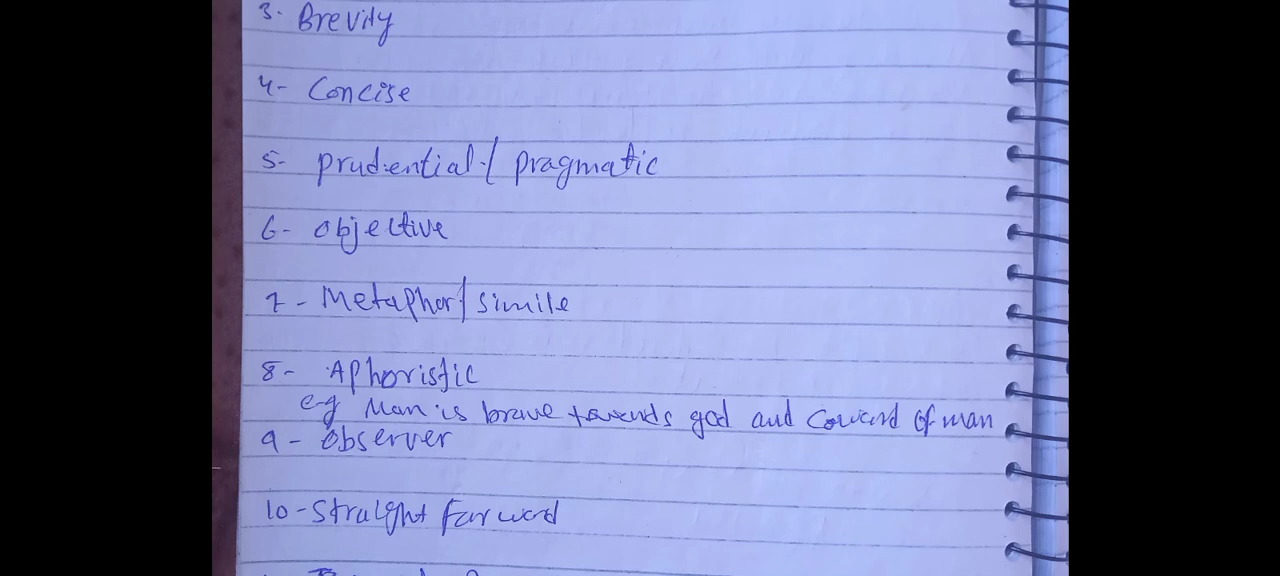 3. Brevity
4- Concise
5- prudential / pragmatic
6- Objective
7- Metaphor / simile
8- Aphoristic
e.g Man is brave towards god and coward of man
9- Observer
10- Straight forward